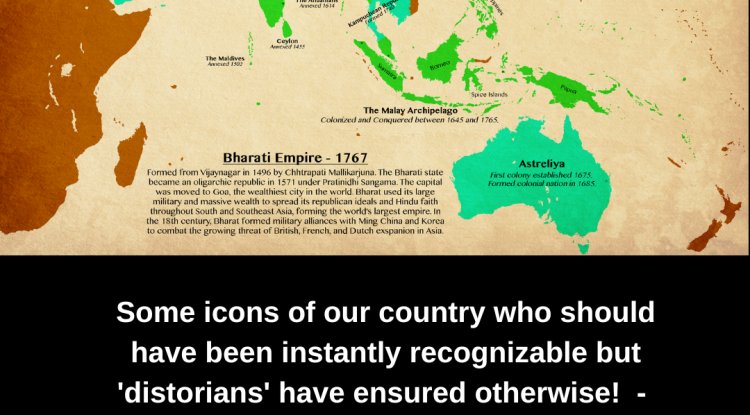 Annexed 1614
Kampuchean
Ceylon
Annexed 1455
The Maldives
Annexed 1502
Sumatra
Borneo
Spice Islands
Papua
The Malay Archipelago
Colonized and Conquered between 1645 and 1765.
Bharati Empire - 1767
Formed from Vijaynagar in 1496 by Chhtrapati Mallikarjuna. The Bharati state
became an oligarchic republic in 1571 under Pratinidhi Sangama. The capital
was moved to Goa, the wealthiest city in the world. Bharat used its large
military and massive wealth to spread its republican ideals and Hindu faith
throughout South and Southeast Asia, forming the world's largest empire. In
the 18th century, Bharat formed military alliances with Ming China and Korea
to combat the growing threat of British, French, and Dutch exspansion in Asia.
Astreliya
First colony established 1675.
Formed colonial nation in 1685.
Some icons of our country who should
have been instantly recognizable but
'distorians' have ensured otherwise! -